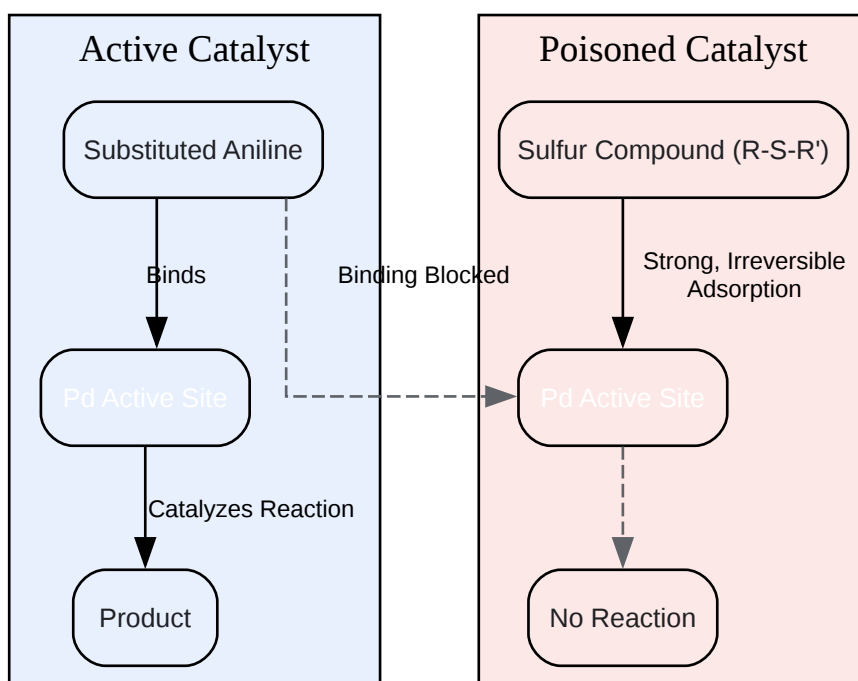 Active Catalyst
Poisoned Catalyst
Substituted Aniline
Sulfur Compound (R-S-R')
Binds
Binding Blocked
Strong, Irreversible
Adsorption
Pd Active Site
Pd Active Site
Catalyzes Reaction
Product
No Reaction